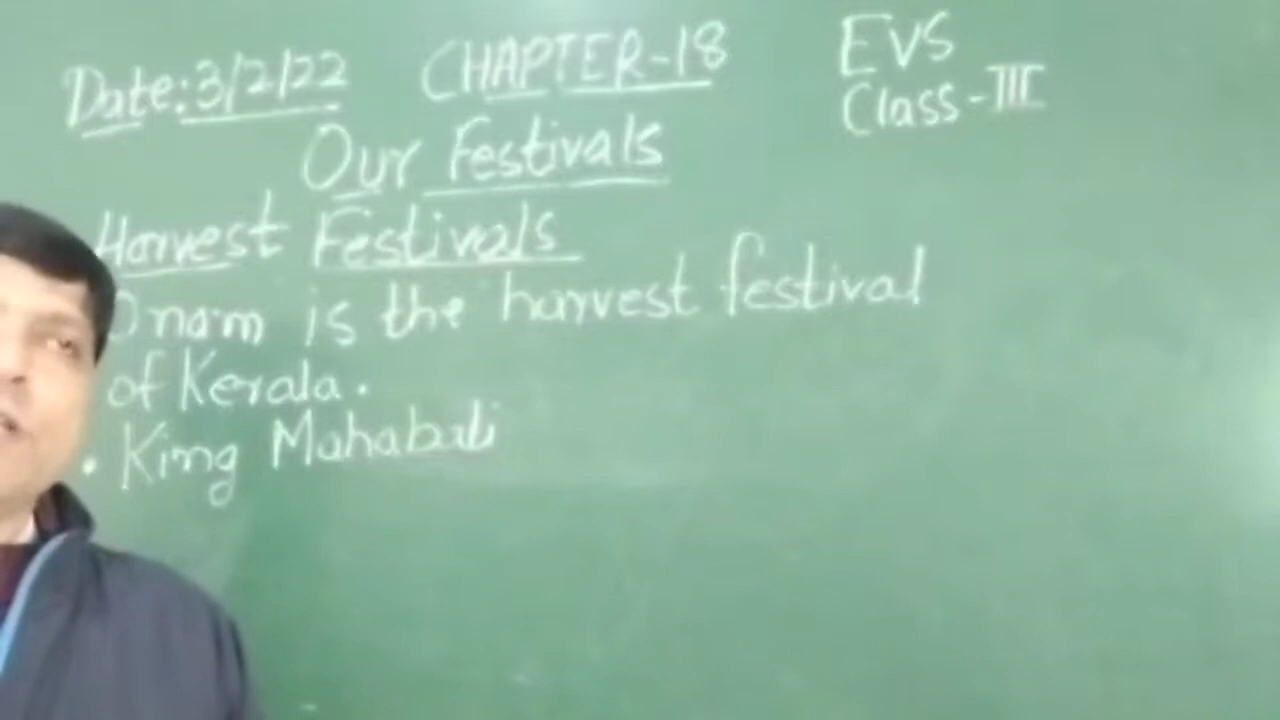 Date: 3/2/22 CHAPTER-18 EVS
Class-III
Our Festivals
Harvest Festivals
Onam is the harvest festival
of Kerala.
• King Mahabali